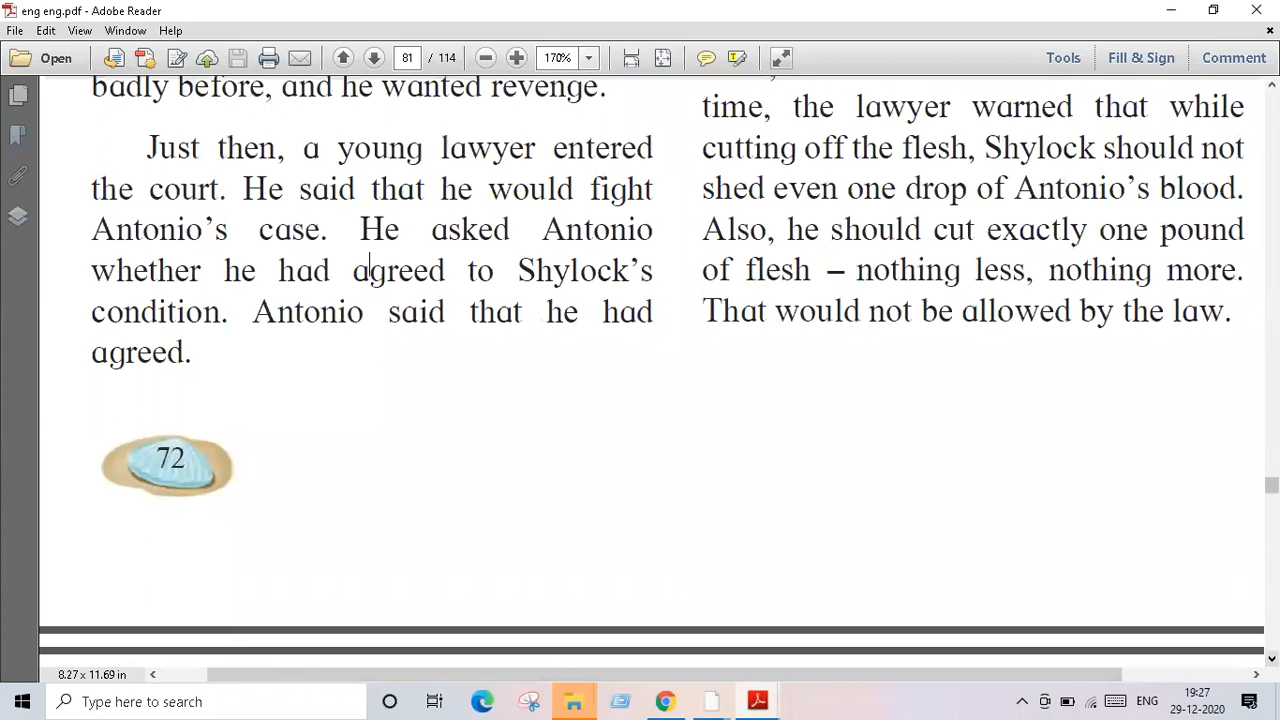 eng eng.pdf - Adobe Reader
File Edit View Window Help
Open 81 / 114 170% Tools Fill & Sign Comment
badly before, and he wanted revenge.
Just then, a young lawyer entered
the court. He said that he would fight
Antonio’s case. He asked Antonio
whether he had agreed to Shylock’s
condition. Antonio said that he had
agreed.
72
time, the lawyer warned that while
cutting off the flesh, Shylock should not
shed even one drop of Antonio’s blood.
Also, he should cut exactly one pound
of flesh – nothing less, nothing more.
That would not be allowed by the law.
8.27 x 11.69 in
Type here to search
ENG
19:27
29-12-2020